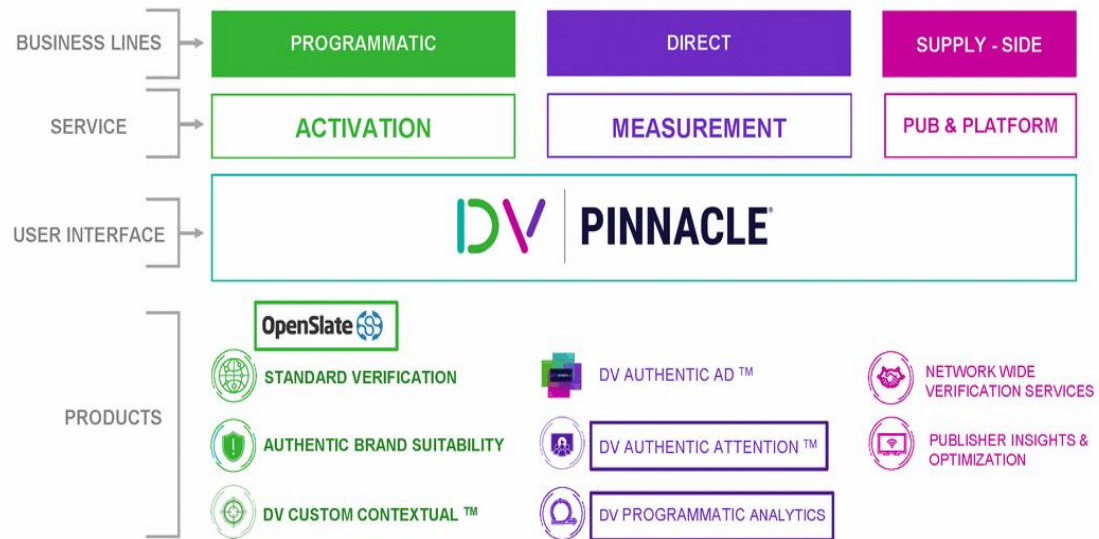 BUSINESS LINES
PROGRAMMATIC
DIRECT
SUPPLY - SIDE
SERVICE
ACTIVATION
MEASUREMENT
PUB & PLATFORM
USER INTERFACE
DV PINNACLE®
PRODUCTS
OpenSlate
STANDARD VERIFICATION
AUTHENTIC BRAND SUITABILITY
DV CUSTOM CONTEXTUAL ™
DV AUTHENTIC AD ™
DV AUTHENTIC ATTENTION ™
DV PROGRAMMATIC ANALYTICS
NETWORK WIDE
VERIFICATION SERVICES
PUBLISHER INSIGHTS &
OPTIMIZATION